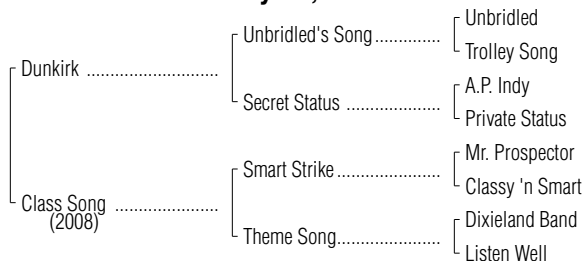 Unbridled
Unbridled's Song ..............
Trolley Song
Dunkirk ............................
A.P. Indy
Secret Status ....................
Private Status
Mr. Prospector
Smart Strike ......................
Classy 'n Smart
Class Song ......................
(2008)
Dixieland Band
Theme Song......................
Listen Well